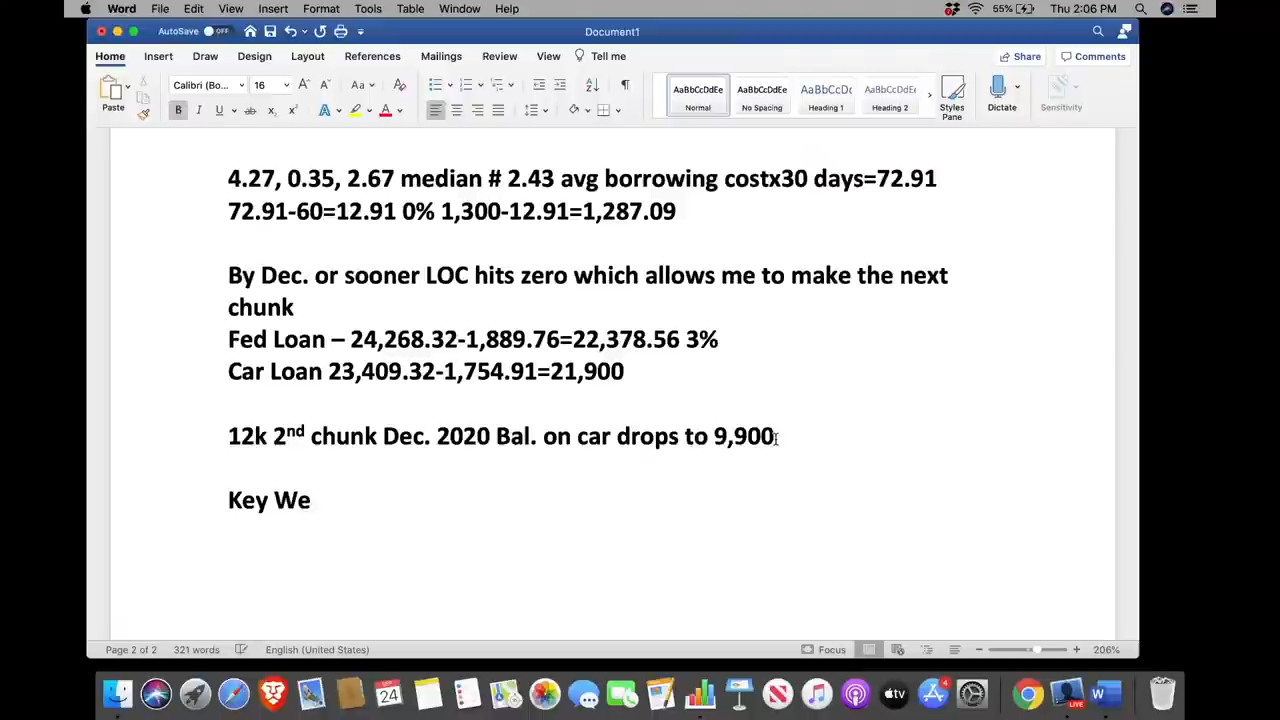 Word File Edit View Insert Format Tools Table Window Help 55% Thu 2:06 PM
AutoSave OFF Document1
Home Insert Draw Design Layout References Mailings Review View Tell me Share Comments
Calibri (Bo... 16 AaBbCcDdEe AaBbCcDdEe AaBbCcDc AaBbCcDdEe
Paste Normal No Spacing Heading 1 Heading 2 Styles Pane Dictate Sensitivity
4.27, 0.35, 2.67 median # 2.43 avg borrowing costx30 days=72.91
72.91-60=12.91 0% 1,300-12.91=1,287.09
By Dec. or sooner LOC hits zero which allows me to make the next
chunk
Fed Loan – 24,268.32-1,889.76=22,378.56 3%
Car Loan 23,409.32-1,754.91=21,900
12k 2nd chunk Dec. 2020 Bal. on car drops to 9,900
Key We
Page 2 of 2 321 words English (United States) Focus 206%
SEP 24 tv 4 LIVE W